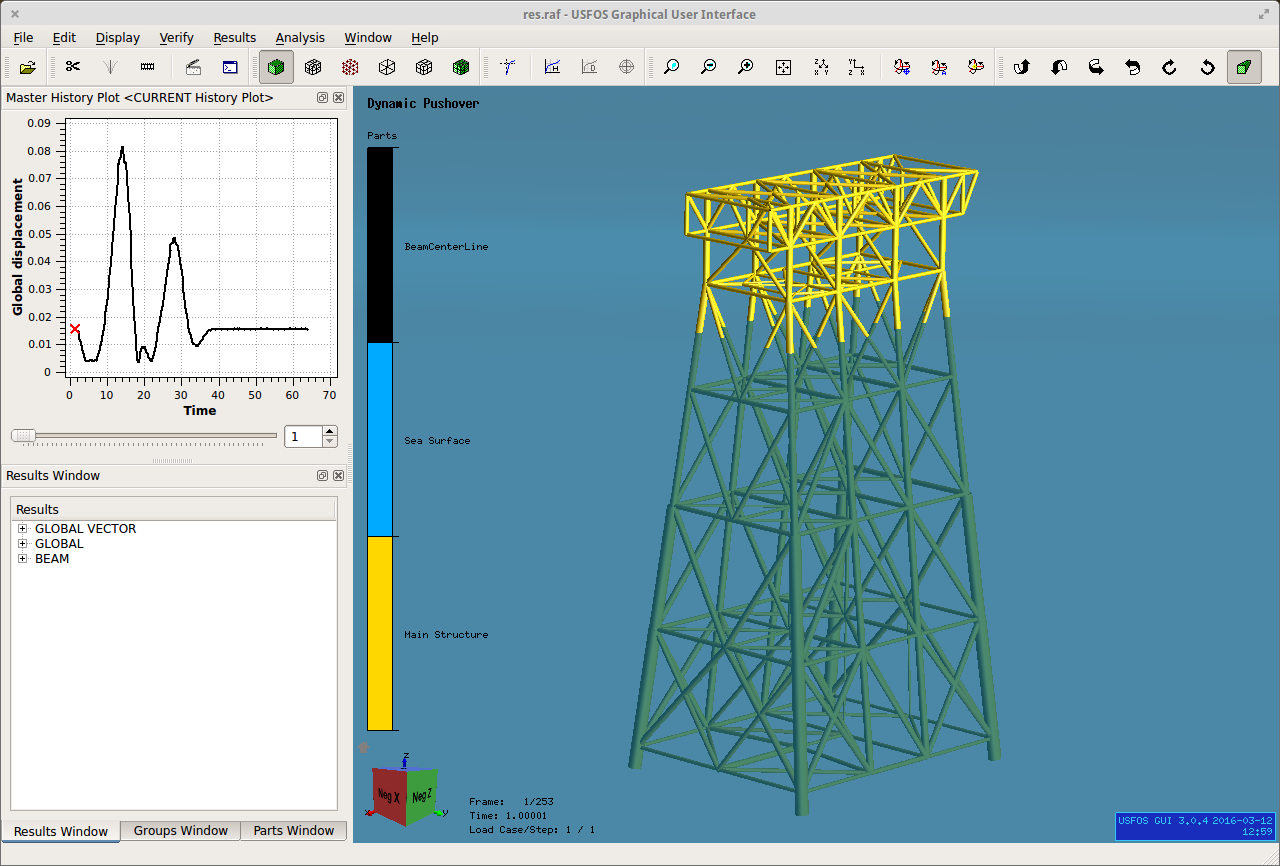 res.raf - USFOS Graphical User Interface
File Edit Display Verify Results Analysis Window Help
Master History Plot <CURRENT History Plot>
0.09
0.08
0.07
0.06
0.05
0.04
0.03
0.02
0.01
0
Global displacement
0 10 20 30 40 50 60 70
Time
1
Results Window
Results
GLOBAL VECTOR
GLOBAL
BEAM
Results Window Groups Window Parts Window
Dynamic Pushover
Parts
BeamCenterLine
Sea Surface
Main Structure
Z
Neg X Neg Z
X Y
Frame: 1/253
Time: 1.00001
Load Case/Step: 1 / 1
USFOS GUI 3.0.4 2016-03-12
12:59